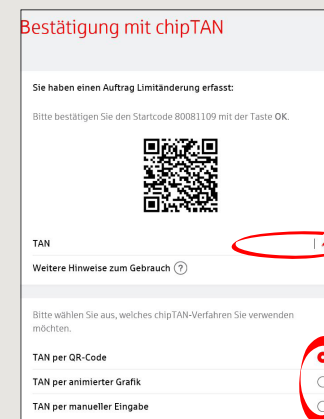 Bestätigung mit chipTAN
Sie haben einen Auftrag Limitänderung erfasst:
Bitte bestätigen Sie den Startcode 80081109 mit der Taste OK.
TAN
Weitere Hinweise zum Gebrauch ?
Bitte wählen Sie aus, welches chipTAN-Verfahren Sie verwenden
möchten.
TAN per QR-Code
TAN per animierter Grafik
TAN per manueller Eingabe